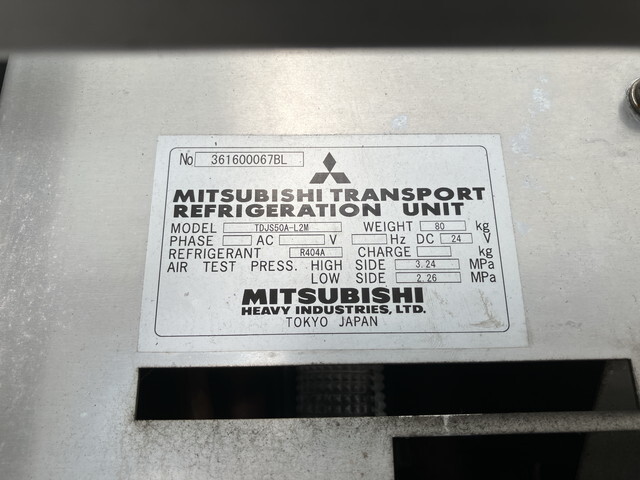 No 361600067BL
MITSUBISHI TRANSPORT
REFRIGERATION UNIT
MODEL TDJS50A-L2M WEIGHT 80 kg
PHASE AC V Hz DC 24 V
REFRIGERANT R404A CHARGE kg
AIR TEST PRESS. HIGH SIDE 3.24 MPa
LOW SIDE 2.26 MPa
MITSUBISHI
HEAVY INDUSTRIES, LTD.
TOKYO JAPAN